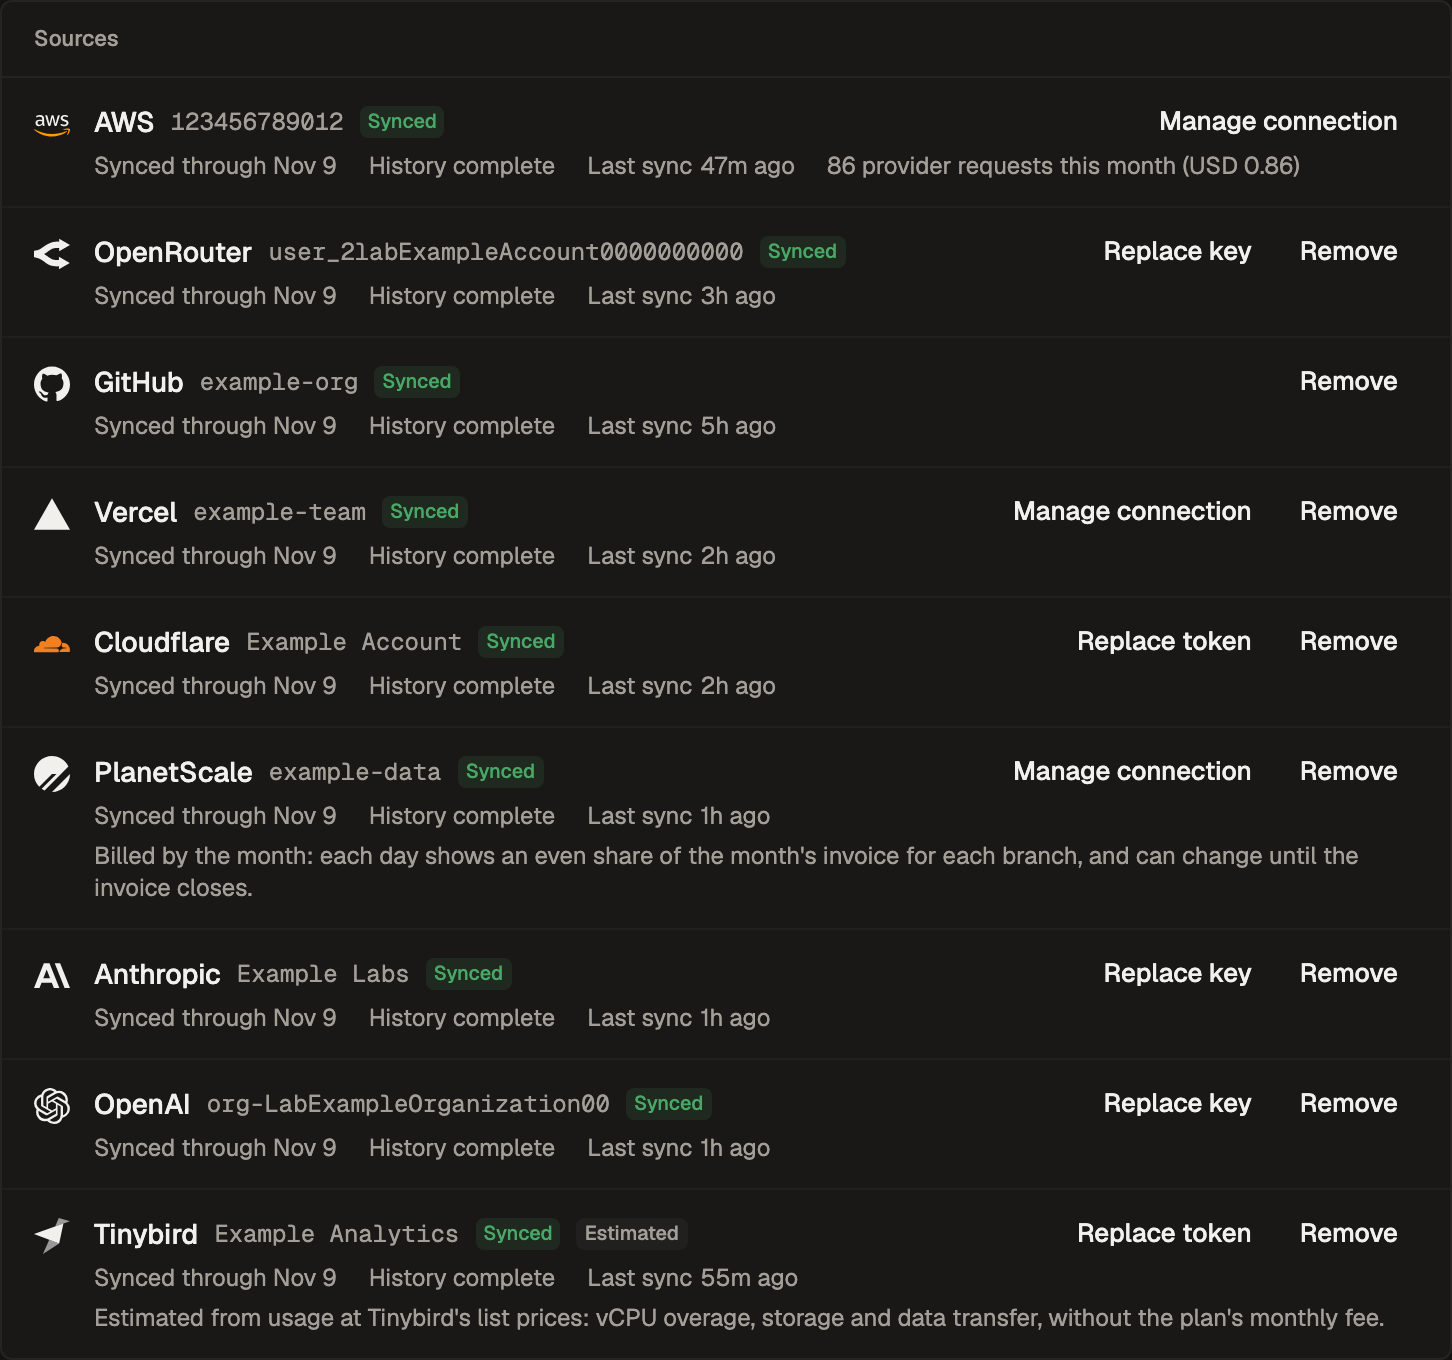 Sources
aws AWS 123456789012 Synced Manage connection
Synced through Nov 9 History complete Last sync 47m ago 86 provider requests this month (USD 0.86)
OpenRouter user_2labExampleAccount0000000000 Synced Replace key Remove
Synced through Nov 9 History complete Last sync 3h ago
GitHub example-org Synced Remove
Synced through Nov 9 History complete Last sync 5h ago
Vercel example-team Synced Manage connection Remove
Synced through Nov 9 History complete Last sync 2h ago
Cloudflare Example Account Synced Replace token Remove
Synced through Nov 9 History complete Last sync 2h ago
PlanetScale example-data Synced Manage connection Remove
Synced through Nov 9 History complete Last sync 1h ago
Billed by the month: each day shows an even share of the month's invoice for each branch, and can change until the
invoice closes.
Anthropic Example Labs Synced Replace key Remove
Synced through Nov 9 History complete Last sync 1h ago
OpenAI org-LabExampleOrganization00 Synced Replace key Remove
Synced through Nov 9 History complete Last sync 1h ago
Tinybird Example Analytics Synced Estimated Replace token Remove
Synced through Nov 9 History complete Last sync 55m ago
Estimated from usage at Tinybird's list prices: vCPU overage, storage and data transfer, without the plan's monthly fee.